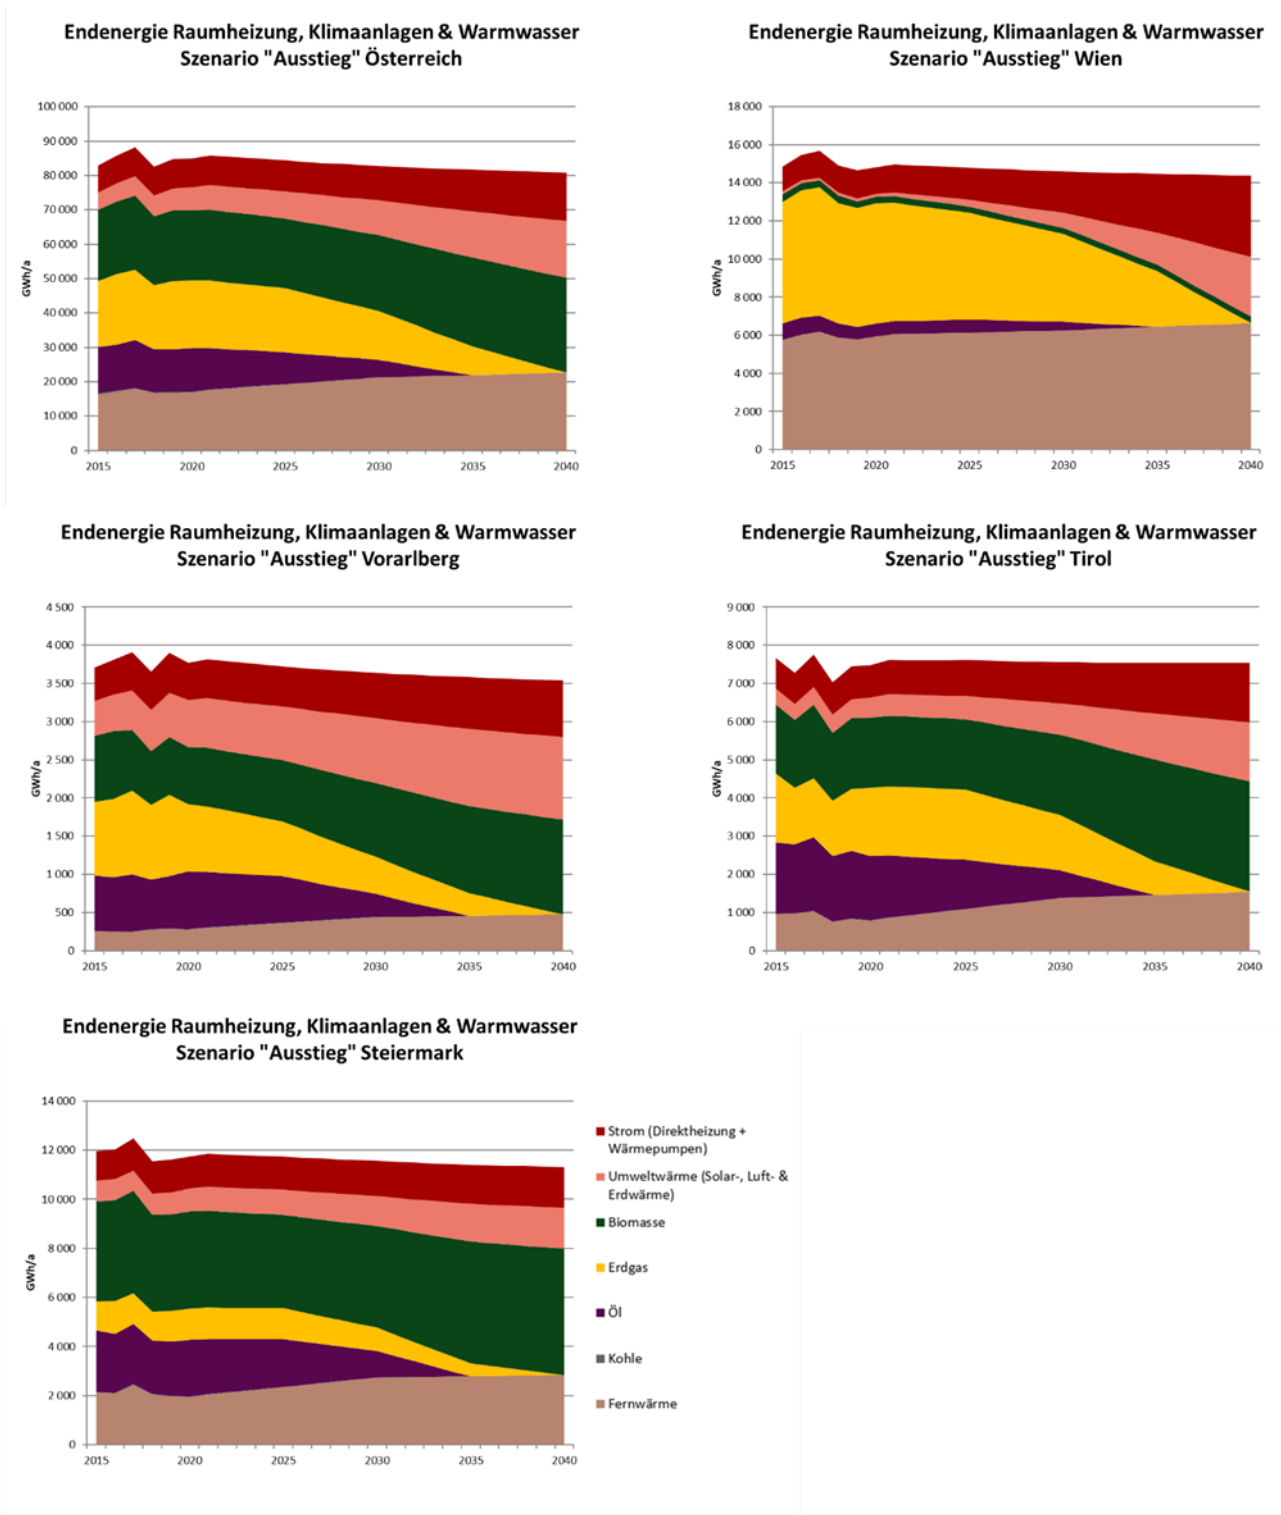 Endenergie Raumheizung, Klimaanlagen & Warmwasser
Szenario "Ausstieg" Österreich
100 000
90 000
80 000
70 000
60 000
50 000
40 000
30 000
20 000
10 000
0
GWh/a
2015 2020 2025 2030 2035 2040
Endenergie Raumheizung, Klimaanlagen & Warmwasser
Szenario "Ausstieg" Wien
18 000
16 000
14 000
12 000
10 000
8 000
6 000
4 000
2 000
0
GWh/a
2015 2020 2025 2030 2035 2040
Endenergie Raumheizung, Klimaanlagen & Warmwasser
Szenario "Ausstieg" Vorarlberg
4 500
4 000
3 500
3 000
2 500
2 000
1 500
1 000
500
0
GWh/a
2015 2020 2025 2030 2035 2040
Endenergie Raumheizung, Klimaanlagen & Warmwasser
Szenario "Ausstieg" Tirol
9 000
8 000
7 000
6 000
5 000
4 000
3 000
2 000
1 000
0
GWh/a
2015 2020 2025 2030 2035 2040
Endenergie Raumheizung, Klimaanlagen & Warmwasser
Szenario "Ausstieg" Steiermark
14 000
12 000
10 000
8 000
6 000
4 000
2 000
0
GWh/a
2015 2020 2025 2030 2035 2040
Strom (Direktheizung +
Wärmepumpen)
Umweltwärme (Solar-, Luft- &
Erdwärme)
Biomasse
Erdgas
Öl
Kohle
Fernwärme